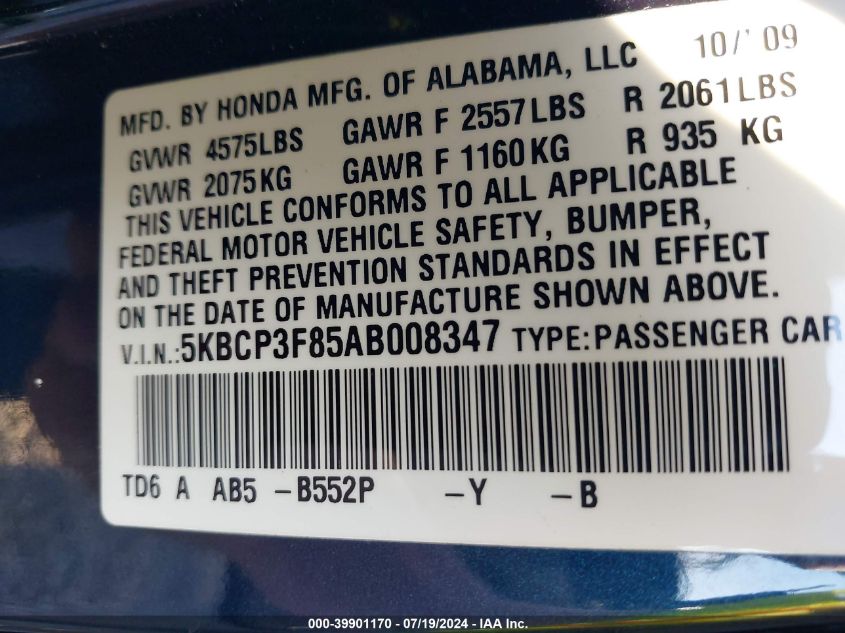 MFD. BY HONDA MFG. OF ALABAMA, LLC 10/'09
GVWR 4575LBS GAWR F 2557LBS R 2061LBS
GVWR 2075KG GAWR F 1160KG R 935 KG
THIS VEHICLE CONFORMS TO ALL APPLICABLE
FEDERAL MOTOR VEHICLE SAFETY, BUMPER,
AND THEFT PREVENTION STANDARDS IN EFFECT
ON THE DATE OF MANUFACTURE SHOWN ABOVE.
V.I.N.:5KBCP3F85AB008347 TYPE:PASSENGER CAR
TD6 A AB5 -B552P -Y -B
000-39901170 / 07/19/2024 - IAA Inc.